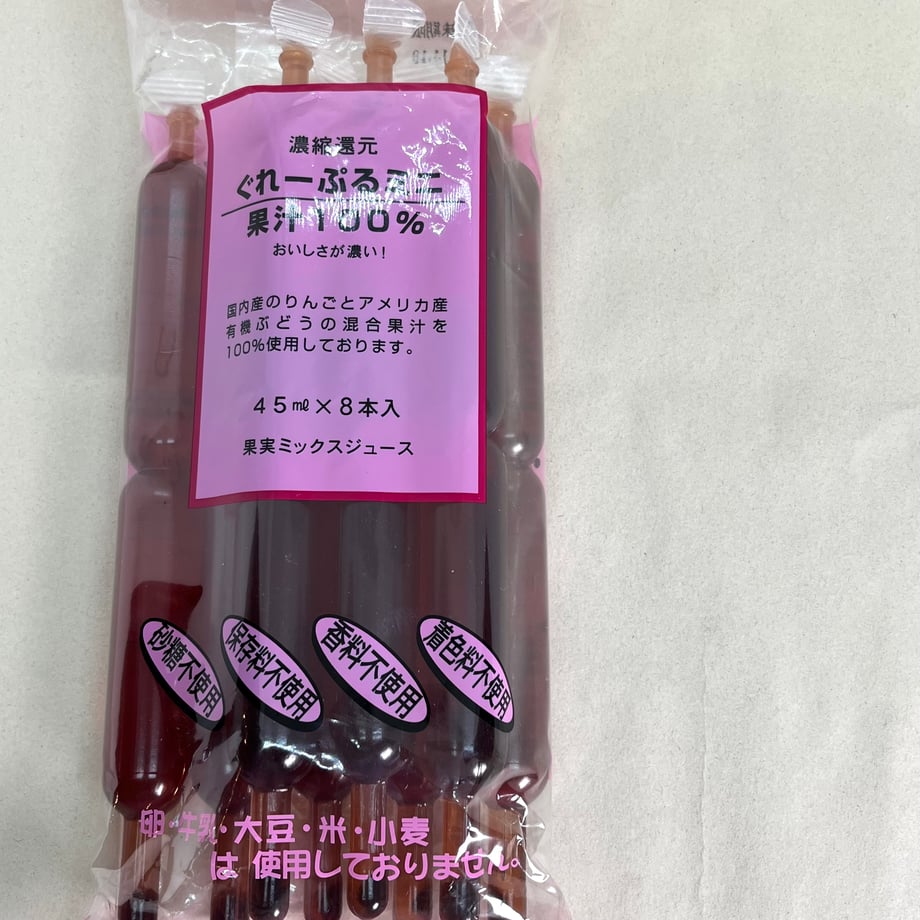 濃縮還元
ぐれーぷるミニ
果汁100%
おいしさが濃い!
国内産のりんごとアメリカ産
有機ぶどうの混合果汁を
100%使用しております。
45㎖×8本入
果実ミックスジュース
砂糖不使用
保存料不使用
香料不使用
着色料不使用
卵・牛乳・大豆・米・小麦
は使用しておりません。